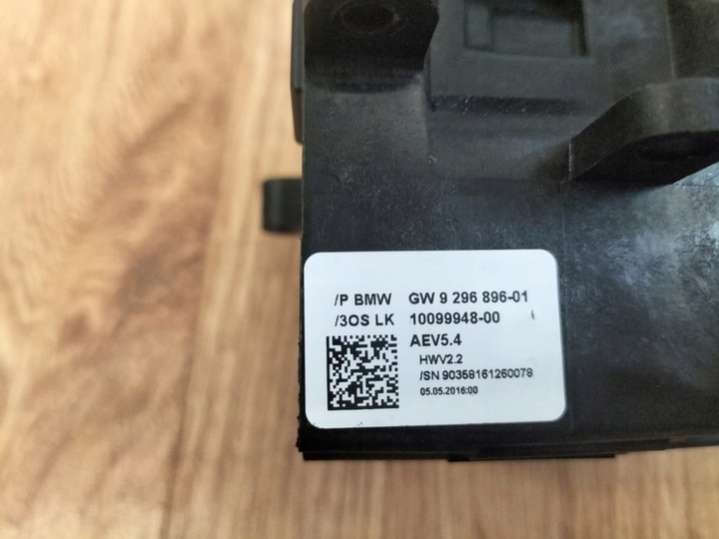 /P BMW GW 9 296 896-01
/3OS LK 10099948-00
AEV5.4
HWV2.2
/SN 90358161260078
05.05.2016:00